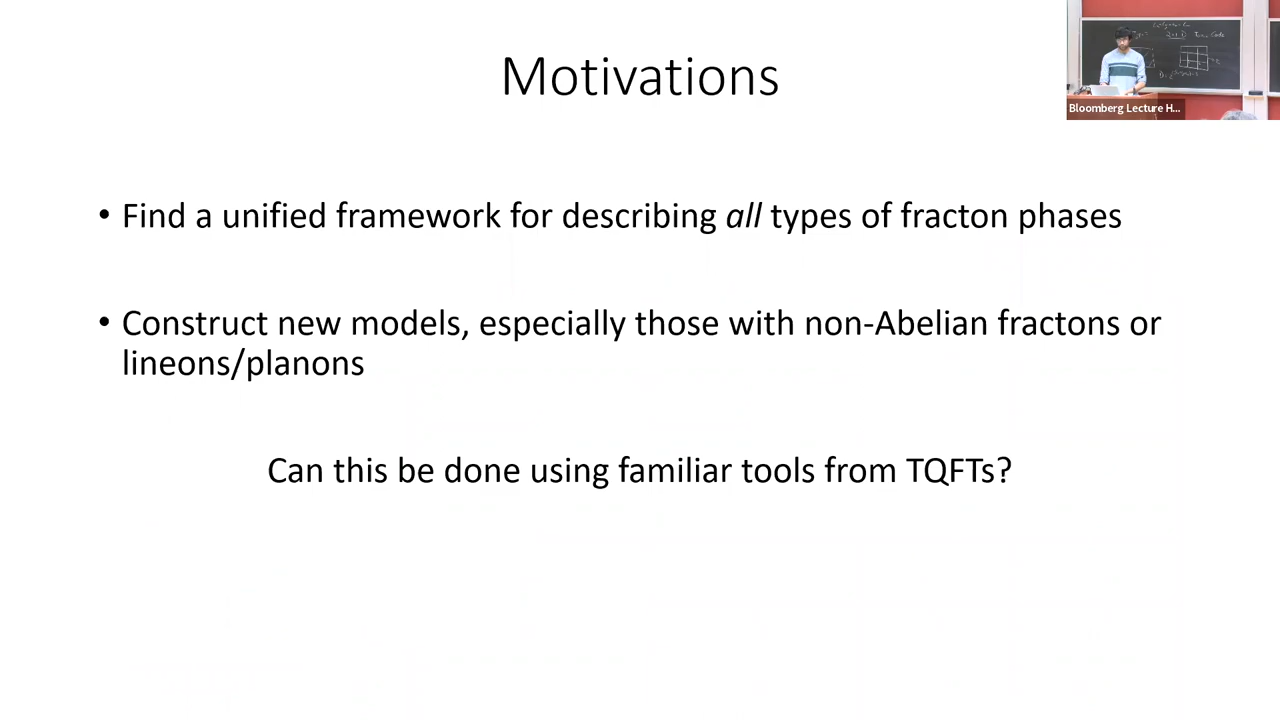 Motivations
Bloomberg Lecture H...
• Find a unified framework for describing all types of fracton phases
• Construct new models, especially those with non-Abelian fractons or
lineons/planons
Can this be done using familiar tools from TQFTs?